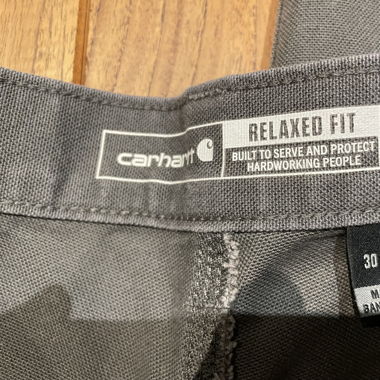 carhartt
RELAXED FIT
BUILT TO SERVE AND PROTECT
HARDWORKING PEOPLE
30